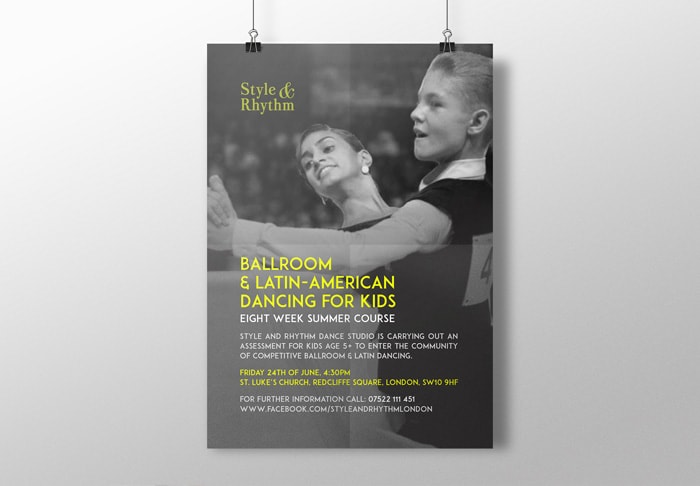 Style &
Rhythm
BALLROOM
& LATIN-AMERICAN
DANCING FOR KIDS
EIGHT WEEK SUMMER COURSE
STYLE AND RHYTHM DANCE STUDIO IS CARRYING OUT AN
ASSESSMENT FOR KIDS AGE 5+ TO ENTER THE COMMUNITY
OF COMPETITIVE BALLROOM & LATIN DANCING.
FRIDAY 24TH OF JUNE, 4:30PM
ST. LUKE'S CHURCH, REDCLIFFE SQUARE, LONDON, SW10 9HF
FOR FURTHER INFORMATION CALL: 07522 111 451
WWW.FACEBOOK.COM/STYLEANDRHYTHMLONDON